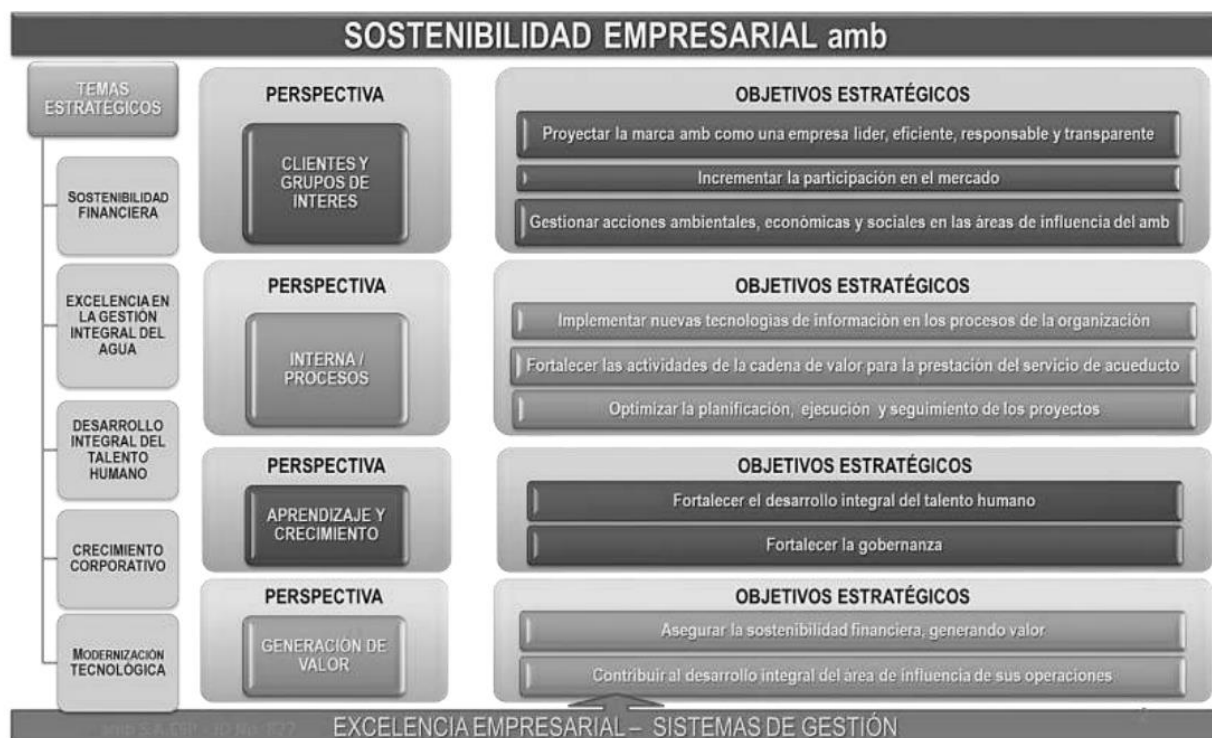 SOSTENIBILIDAD EMPRESARIAL amb
TEMAS
ESTRATÉGICOS
SOSTENIBILIDAD
FINANCIERA
EXCELENCIA EN
LA GESTIÓN
INTEGRAL DEL
AGUA
DESARROLLO
INTEGRAL DEL
TALENTO
HUMANO
CRECIMIENTO
CORPORATIVO
MODERNIZACIÓN
TECNOLÓGICA
PERSPECTIVA
CLIENTES Y
GRUPOS DE
INTERES
OBJETIVOS ESTRATÉGICOS
Proyectar la marca amb como una empresa líder, eficiente, responsable y transparente
Incrementar la participación en el mercado
Gestionar acciones ambientales, económicas y sociales en las áreas de influencia del amb
PERSPECTIVA
INTERNA /
PROCESOS
OBJETIVOS ESTRATÉGICOS
Implementar nuevas tecnologías de información en los procesos de la organización
Fortalecer las actividades de la cadena de valor para la prestación del servicio de acueducto
Optimizar la planificación, ejecución y seguimiento de los proyectos
PERSPECTIVA
APRENDIZAJE Y
CRECIMIENTO
OBJETIVOS ESTRATÉGICOS
Fortalecer el desarrollo integral del talento humano
Fortalecer la gobernanza
PERSPECTIVA
GENERACIÓN DE
VALOR
OBJETIVOS ESTRATÉGICOS
Asegurar la sostenibilidad financiera, generando valor
Contribuir al desarrollo integral del área de influencia de sus operaciones
EXCELENCIA EMPRESARIAL – SISTEMAS DE GESTIÓN
2